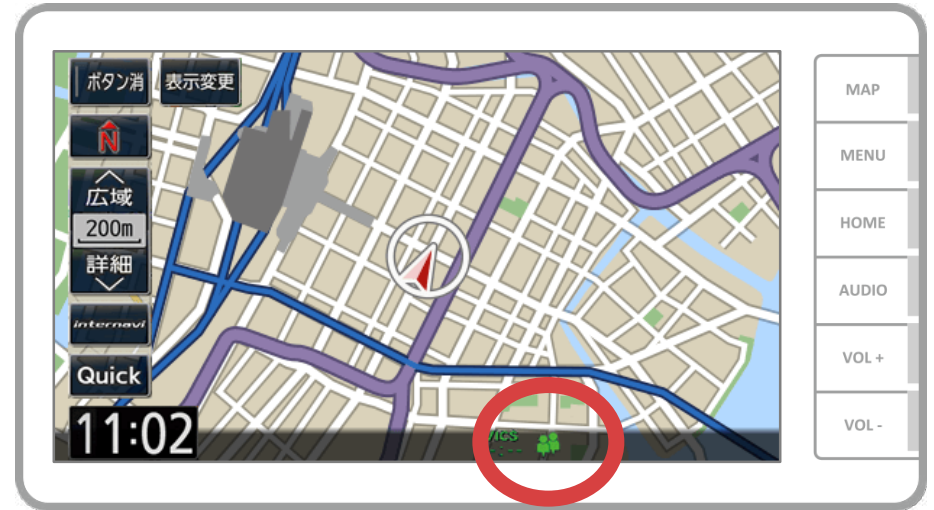 ボタン消
表示変更
N
広域
200m
詳細
internavi
Quick
11:02
VICS
--:--
MAP
MENU
HOME
AUDIO
VOL +
VOL -